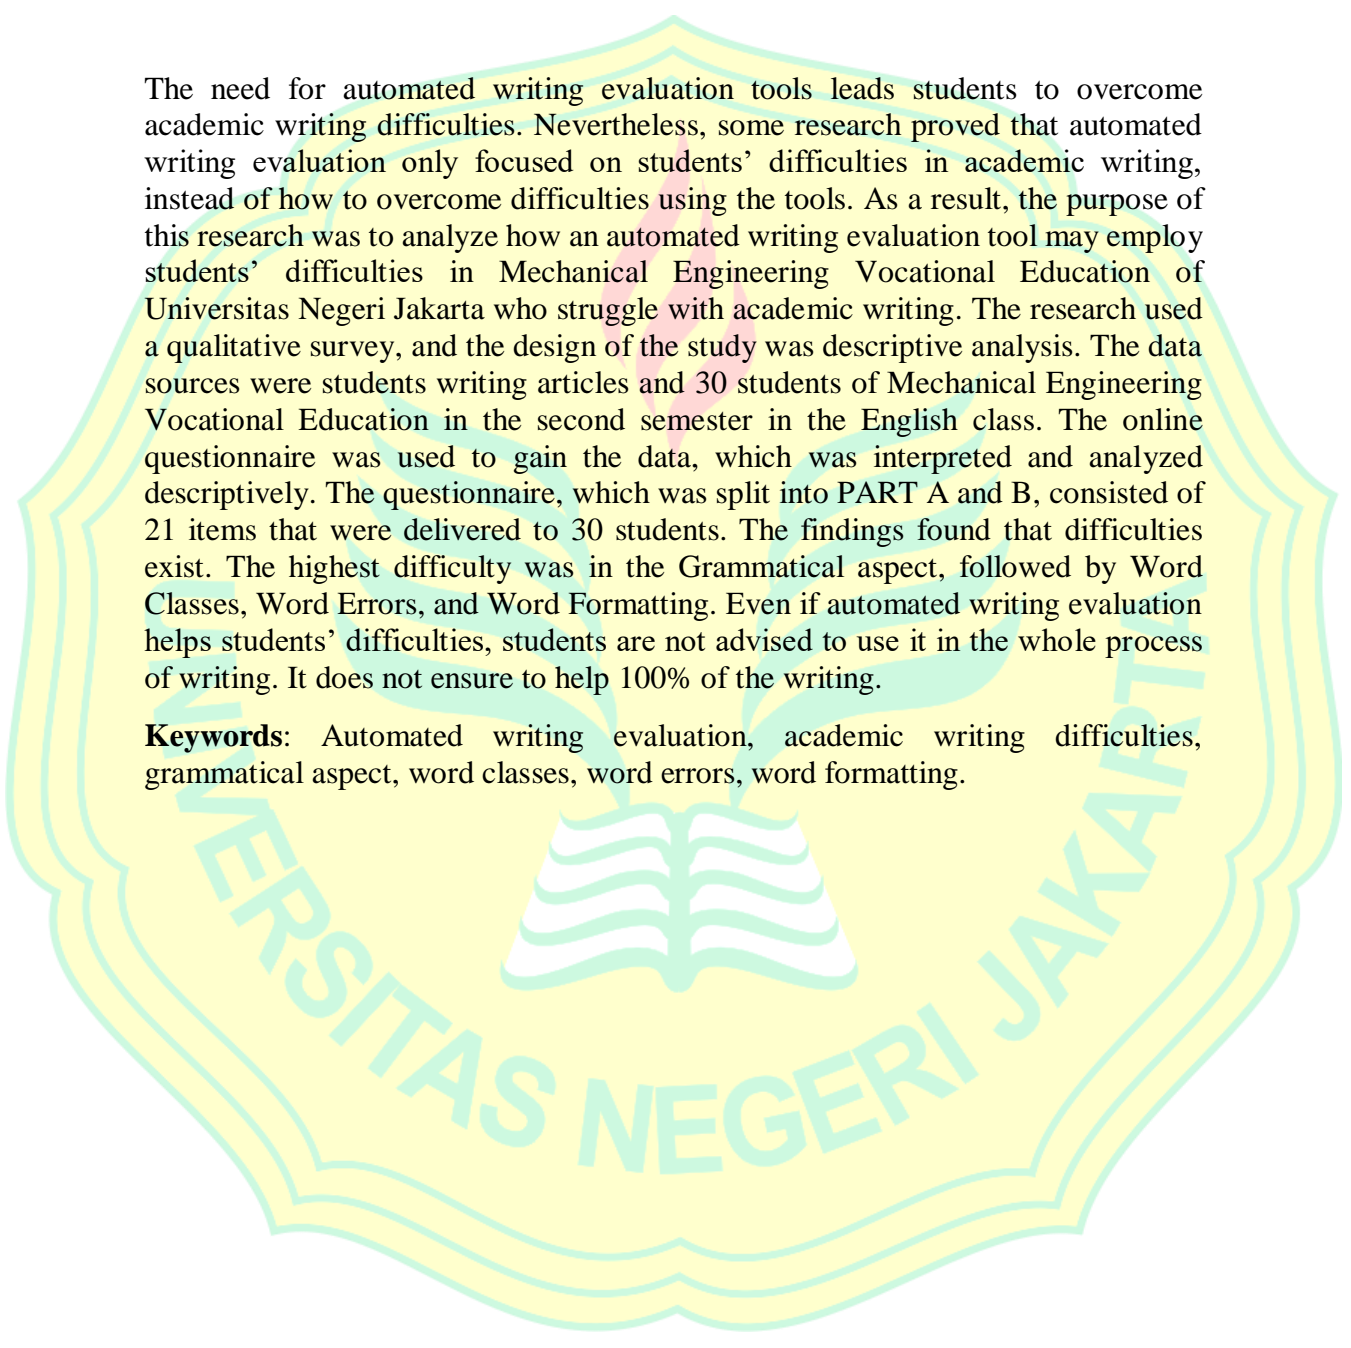 The need for automated writing evaluation tools leads students to overcome
academic writing difficulties. Nevertheless, some research proved that automated
writing evaluation only focused on students’ difficulties in academic writing,
instead of how to overcome difficulties using the tools. As a result, the purpose of
this research was to analyze how an automated writing evaluation tool may employ
students’ difficulties in Mechanical Engineering Vocational Education of
Universitas Negeri Jakarta who struggle with academic writing. The research used
a qualitative survey, and the design of the study was descriptive analysis. The data
sources were students writing articles and 30 students of Mechanical Engineering
Vocational Education in the second semester in the English class. The online
questionnaire was used to gain the data, which was interpreted and analyzed
descriptively. The questionnaire, which was split into PART A and B, consisted of
21 items that were delivered to 30 students. The findings found that difficulties
exist. The highest difficulty was in the Grammatical aspect, followed by Word
Classes, Word Errors, and Word Formatting. Even if automated writing evaluation
helps students’ difficulties, students are not advised to use it in the whole process
of writing. It does not ensure to help 100% of the writing.
Keywords: Automated writing evaluation, academic writing difficulties,
grammatical aspect, word classes, word errors, word formatting.
UNIVERSITAS NEGERI JAKARTA